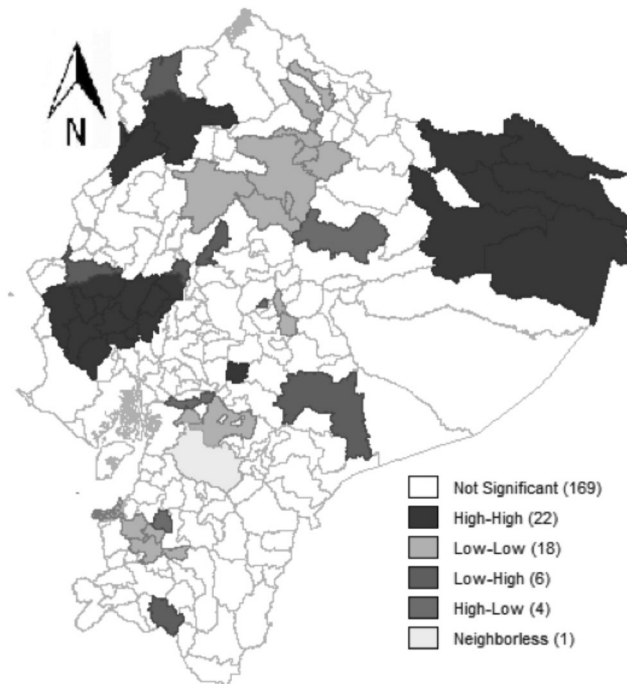 N
Not Significant (169)
High-High (22)
Low-Low (18)
Low-High (6)
High-Low (4)
Neighborless (1)